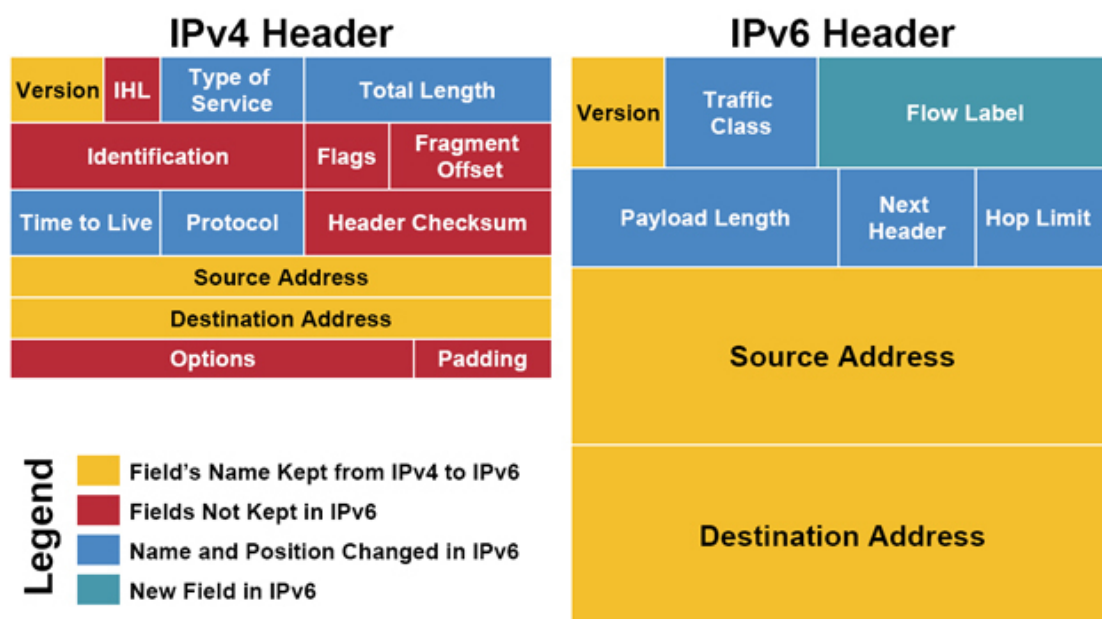 IPv4 Header
Version IHL Type of Service Total Length
Identification Flags Fragment Offset
Time to Live Protocol Header Checksum
Source Address
Destination Address
Options Padding
IPv6 Header
Version Traffic Class Flow Label
Payload Length Next Header Hop Limit
Source Address
Destination Address
Legend
Field's Name Kept from IPv4 to IPv6
Fields Not Kept in IPv6
Name and Position Changed in IPv6
New Field in IPv6